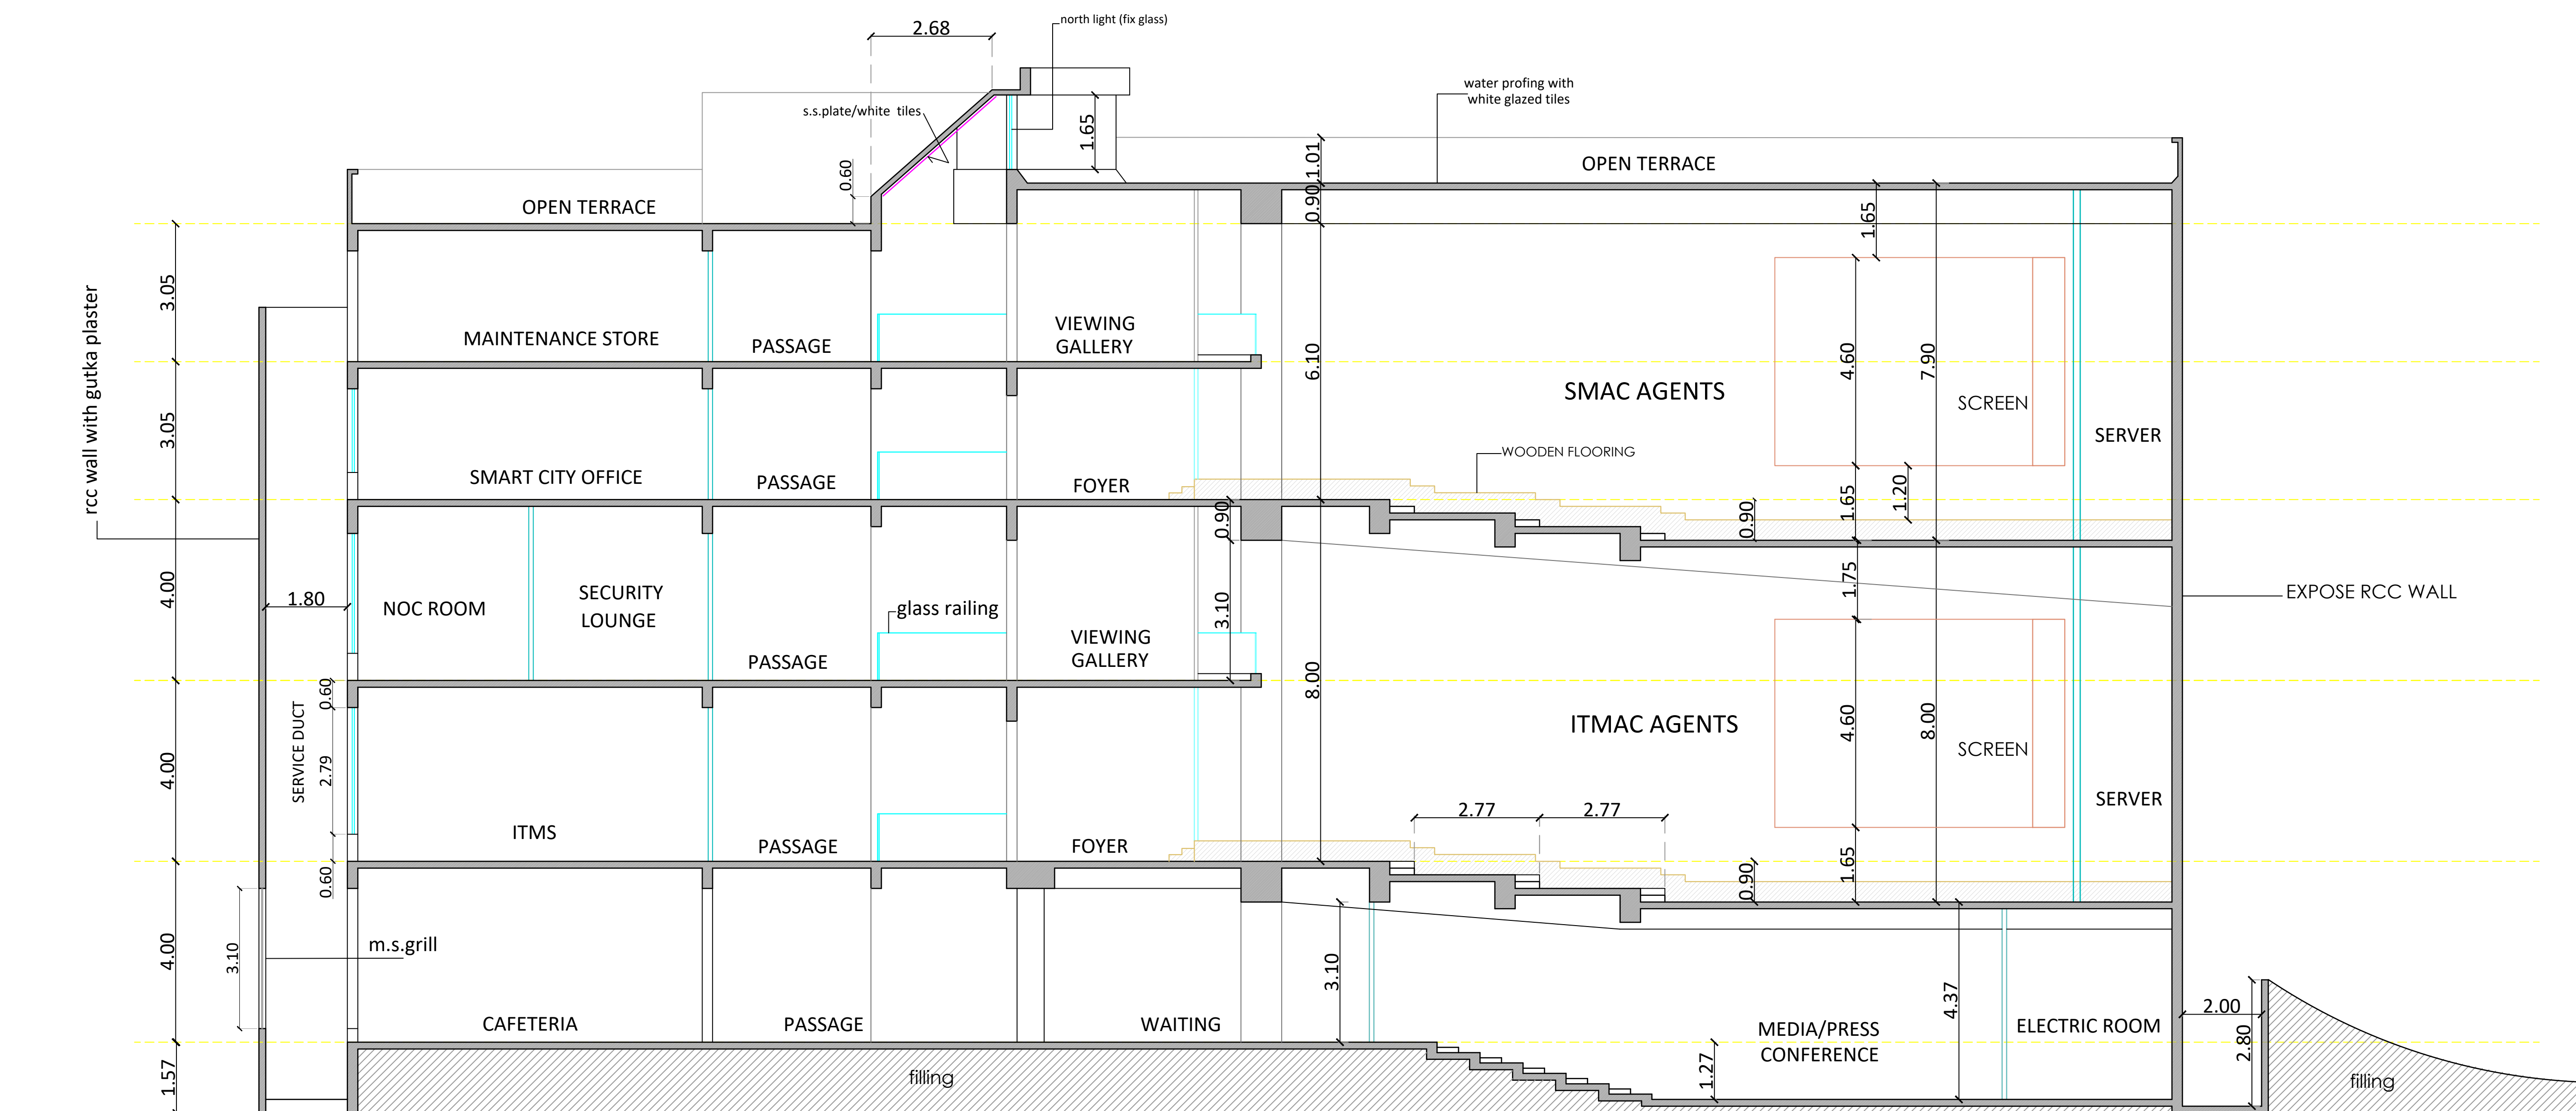 2.68
north light (fix glass)
water profing with
white glazed tiles
s.s.plate/white tiles
1.65
0.60
1.01
0.90
OPEN TERRACE
OPEN TERRACE
1.65
rcc wall with gutka plaster
3.05
MAINTENANCE STORE
PASSAGE
VIEWING
GALLERY
6.10
SMAC AGENTS
4.60
7.90
SCREEN
SERVER
3.05
SMART CITY OFFICE
PASSAGE
FOYER
WOODEN FLOORING
0.90
0.90
1.65
1.20
4.00
1.80
NOC ROOM
SECURITY
LOUNGE
PASSAGE
glass railing
VIEWING
GALLERY
3.10
8.00
1.75
EXPOSE RCC WALL
4.00
SERVICE DUCT
0.60
2.79
0.60
ITMS
PASSAGE
FOYER
ITMAC AGENTS
4.60
8.00
SCREEN
SERVER
2.77
2.77
0.90
1.65
4.00
3.10
m.s.grill
CAFETERIA
PASSAGE
WAITING
3.10
MEDIA/PRESS
CONFERENCE
4.37
ELECTRIC ROOM
2.00
2.80
1.57
filling
1.27
filling